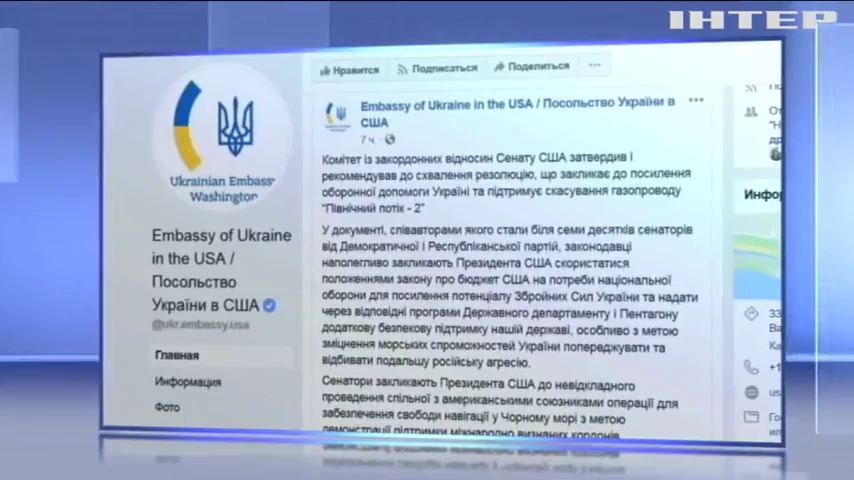 ІНТЕР
Нравится
Подписаться
Поделиться
Ukrainian Embassy
Washington
Embassy of Ukraine
in the USA /
Посольство
України в США
@ukr.embassy.usa
Главная
Информация
Фото
Embassy of Ukraine in the USA / Посольство України в
США
7 ч.
Комітет із закордонних відносин Сенату США затвердив і
рекомендував до схвалення резолюцію, що закликає до посилення
оборонної допомоги Україні та підтримує скасування газопроводу
"Північний потік - 2"
У документі, співавторами якого стали біля семи десятків сенаторів
від Демократичної і Республіканської партій, законодавці
наполегливо закликають Президента США скористатися
положеннями закону про бюджет США на потреби національної
оборони для посилення потенціалу Збройних Сил України та надати
через відповідні програми Державного департаменту і Пентагону
додаткову безпекову підтримку нашій державі, особливо з метою
зміцнення морських спроможностей України попереджувати та
відбивати подальшу російську агресію.
Сенатори закликають Президента США до невідкладного
проведення спільної з американськими союзниками операції для
забезпечення свободи навігації у Чорному морі з метою
демонстрації підтримки міжнародно визнаних кордонів